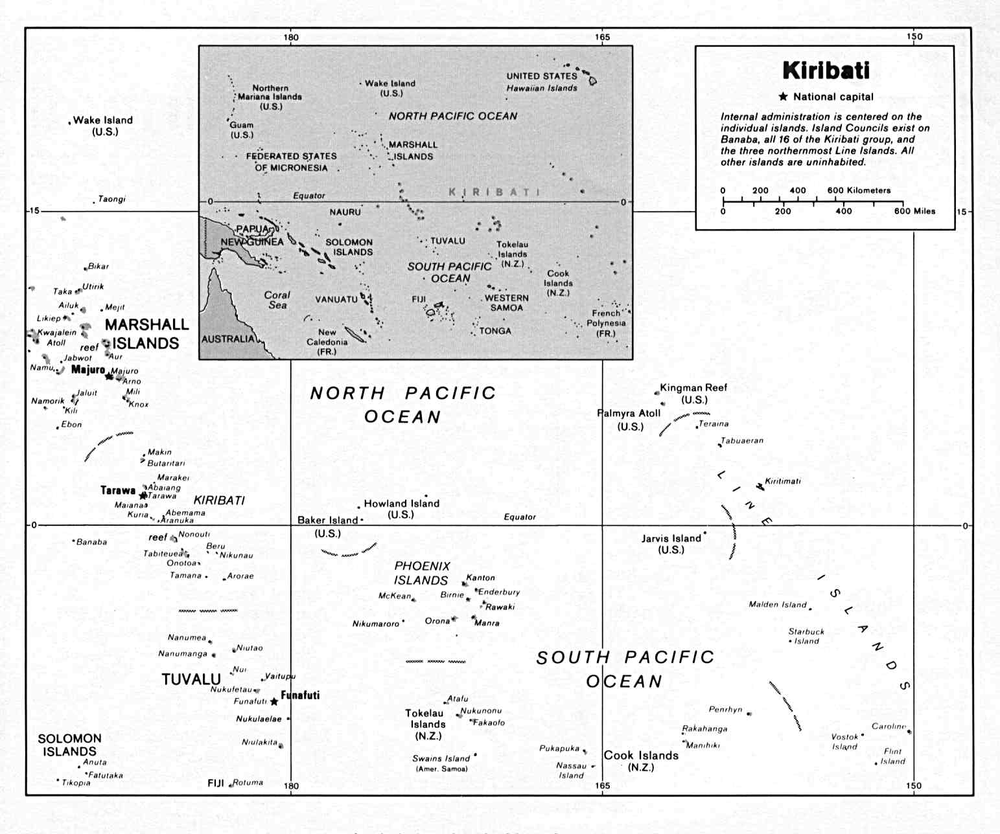 180
165
150
Kiribati
★ National capital
Internal administration is centered on the
individual islands. Island Councils exist on
Banaba, all 16 of the Kiribati group, and
the three northernmost Line Islands. All
other islands are uninhabited.
0 200 400 600 Kilometers
0 200 400 600 Miles
Northern
Mariana Islands
(U.S.)
Guam
(U.S.)
Wake Island
(U.S.)
UNITED STATES
Hawaiian Islands
NORTH PACIFIC OCEAN
MARSHALL
ISLANDS
FEDERATED STATES
OF MICRONESIA
KIRIBATI
Equator
0
0
NAURU
PAPUA
NEW GUINEA
SOLOMON
ISLANDS
TUVALU
Tokelau
Islands
(N.Z.)
SOUTH PACIFIC
OCEAN
Cook
Islands
(N.Z.)
Coral
Sea
VANUATU
FIJI
WESTERN
SAMOA
French
Polynesia
(FR.)
TONGA
New
Caledonia
(FR.)
AUSTRALIA
Wake Island
(U.S.)
Taongi
15
15
Bikar
Utirik
Taka
Ailuk
Mejit
Likiep
MARSHALL
ISLANDS
Kwajalein
Atoll
reef
Jabwot
Aur
Namu
Majuro
Majuro
Arno
Jaluit
Mili
Namorik
Knox
Kili
Ebon
NORTH PACIFIC
OCEAN
Kingman Reef
(U.S.)
Palmyra Atoll
(U.S.)
Teraina
Tabuaeran
Kiritimati
LINE
ISLANDS
Makin
Butaritari
Marakei
Tarawa
Abaiang
Tarawa
Maiana
KIRIBATI
Kuria
Abemama
Aranuka
Howland Island
(U.S.)
Baker Island
(U.S.)
Equator
0
0
Banaba
reef
Nonouti
Beru
Tabiteuea
Nikunau
Onotoa
Tamana
Arorae
Jarvis Island
(U.S.)
PHOENIX
ISLANDS
Kanton
McKean
Birnie
Enderbury
Rawaki
Nikumaroro
Orona
Manra
Malden Island
Starbuck
Island
Nanumea
Niutao
Nanumanga
Nui
TUVALU
Vaitupu
Nukufetau
Funafuti
Funafuti
Nukulaelae
Niulakita
SOUTH PACIFIC
OCEAN
Atafu
Tokelau
Islands
(N.Z.)
Nukunonu
Fakaofo
Swains Island
(Amer. Samoa)
Penrhyn
Rakahanga
Manihiki
Pukapuka
Cook Islands
(N.Z.)
Nassau
Island
Caroline
Vostok
Island
Flint
Island
SOLOMON
ISLANDS
Anuta
Fatutaka
Tikopia
FIJI
Rotuma
180
165
150